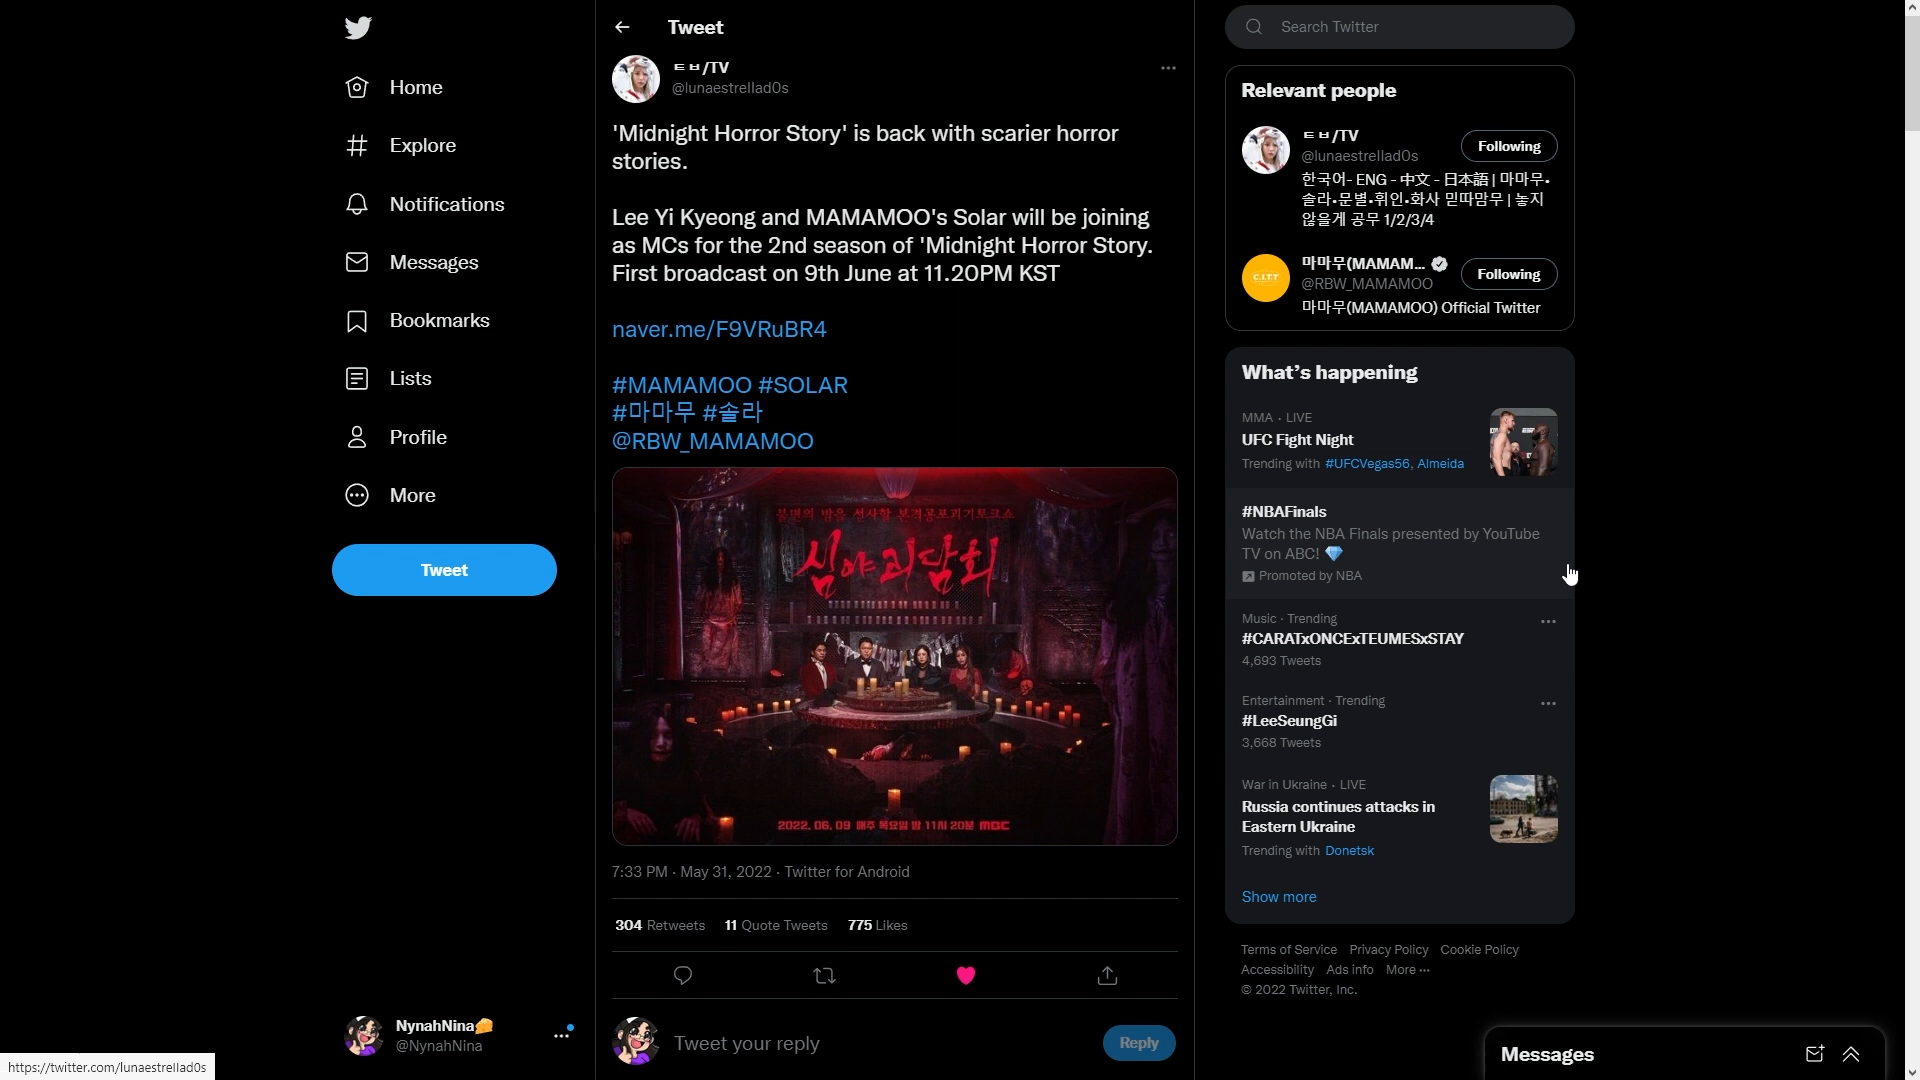 Tweet
ㅌㅂ/TV
@lunaestrellad0s
'Midnight Horror Story' is back with scarier horror
stories.
Lee Yi Kyeong and MAMAMOO's Solar will be joining
as MCs for the 2nd season of 'Midnight Horror Story.
First broadcast on 9th June at 11.20PM KST
naver.me/F9VRuBR4
#MAMAMOO #SOLAR
#마마무 #솔라
@RBW_MAMAMOO
불면의 밤을 선사할 본격공포괴기토크쇼
심야괴담회
2022. 06. 09 매주 목요일 밤 11시 20분 MBC
7:33 PM · May 31, 2022 · Twitter for Android
304 Retweets 11 Quote Tweets 775 Likes
Tweet your reply
Reply
Home
Explore
Notifications
Messages
Bookmarks
Lists
Profile
More
Tweet
NynahNina🧀
@NynahNina
https://twitter.com/lunaestrellad0s
Search Twitter
Relevant people
ㅌㅂ/TV
@lunaestrellad0s
Following
한국어- ENG - 中文 - 日本語 | 마마무•
솔라•문별•휘인•화사 믿따맘무 | 놓지
않을게 공무 1/2/3/4
마마무(MAMAM...
@RBW_MAMAMOO
Following
마마무(MAMAMOO) Official Twitter
C.I.T.T
What's happening
MMA · LIVE
UFC Fight Night
Trending with #UFCVegas56, Almeida
#NBAFinals
Watch the NBA Finals presented by YouTube
TV on ABC! 💎
Promoted by NBA
Music · Trending
#CARATxONCExTEUMESxSTAY
4,693 Tweets
Entertainment · Trending
#LeeSeungGi
3,668 Tweets
War in Ukraine · LIVE
Russia continues attacks in
Eastern Ukraine
Trending with Donetsk
Show more
Terms of Service Privacy Policy Cookie Policy
Accessibility Ads info More ···
© 2022 Twitter, Inc.
Messages